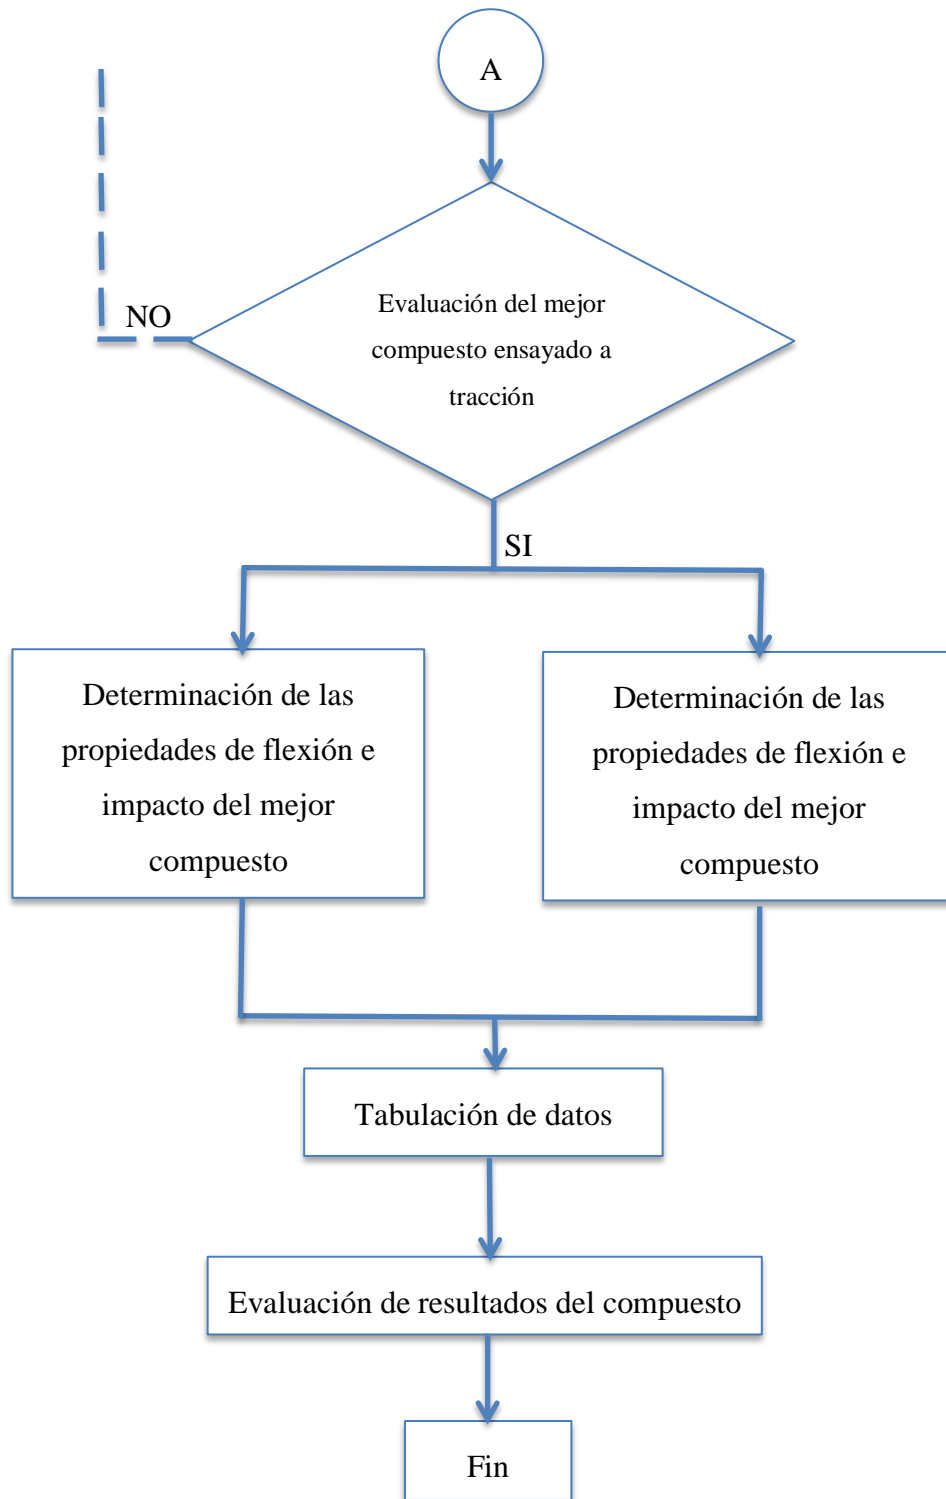 A
NO
Evaluación del mejor
compuesto ensayado a
tracción
SI
Determinación de las
propiedades de flexión e
impacto del mejor
compuesto
Determinación de las
propiedades de flexión e
impacto del mejor
compuesto
Tabulación de datos
Evaluación de resultados del compuesto
Fin